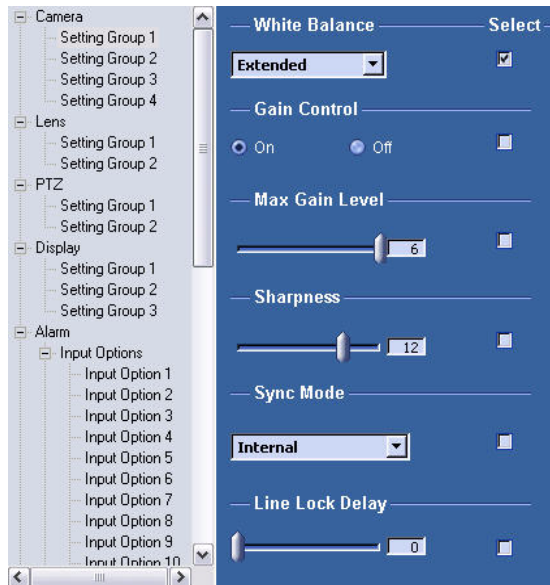 Camera
Setting Group 1
Setting Group 2
Setting Group 3
Setting Group 4
Lens
Setting Group 1
Setting Group 2
PTZ
Setting Group 1
Setting Group 2
Display
Setting Group 1
Setting Group 2
Setting Group 3
Alarm
Input Options
Input Option 1
Input Option 2
Input Option 3
Input Option 4
Input Option 5
Input Option 6
Input Option 7
Input Option 8
Input Option 9
Input Option 10
White Balance Select
Extended
Gain Control
On Off
Max Gain Level
6
Sharpness
12
Sync Mode
Internal
Line Lock Delay
0